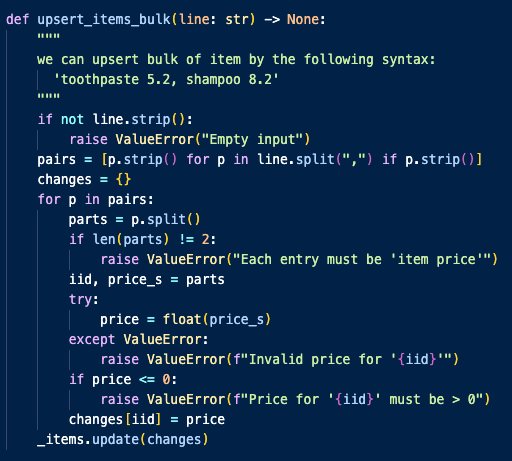 def upsert_items_bulk(line: str) -> None:
    """
    we can upsert bulk of item by the following syntax:
      'toothpaste 5.2, shampoo 8.2'
    """
    if not line.strip():
        raise ValueError("Empty input")
    pairs = [p.strip() for p in line.split(",") if p.strip()]
    changes = {}
    for p in pairs:
        parts = p.split()
        if len(parts) != 2:
            raise ValueError("Each entry must be 'item price'")
        iid, price_s = parts
        try:
            price = float(price_s)
        except ValueError:
            raise ValueError(f"Invalid price for '{iid}'")
        if price <= 0:
            raise ValueError(f"Price for '{iid}' must be > 0")
        changes[iid] = price
    _items.update(changes)